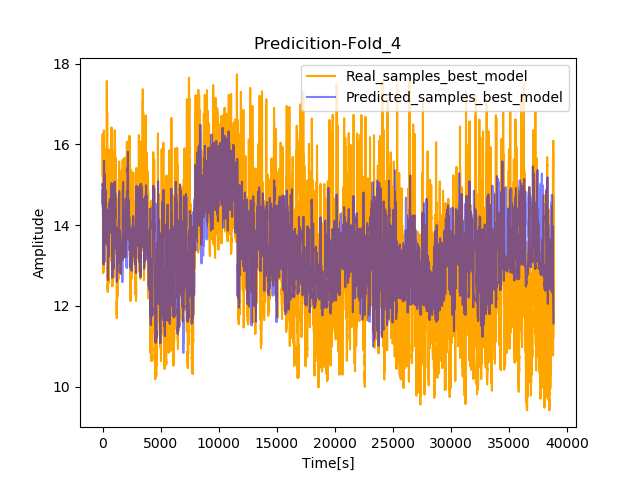 Predicition-Fold_4
Real_samples_best_model
Predicted_samples_best_model
18
16
14
12
10
Amplitude
0 5000 10000 15000 20000 25000 30000 35000 40000
Time[s]